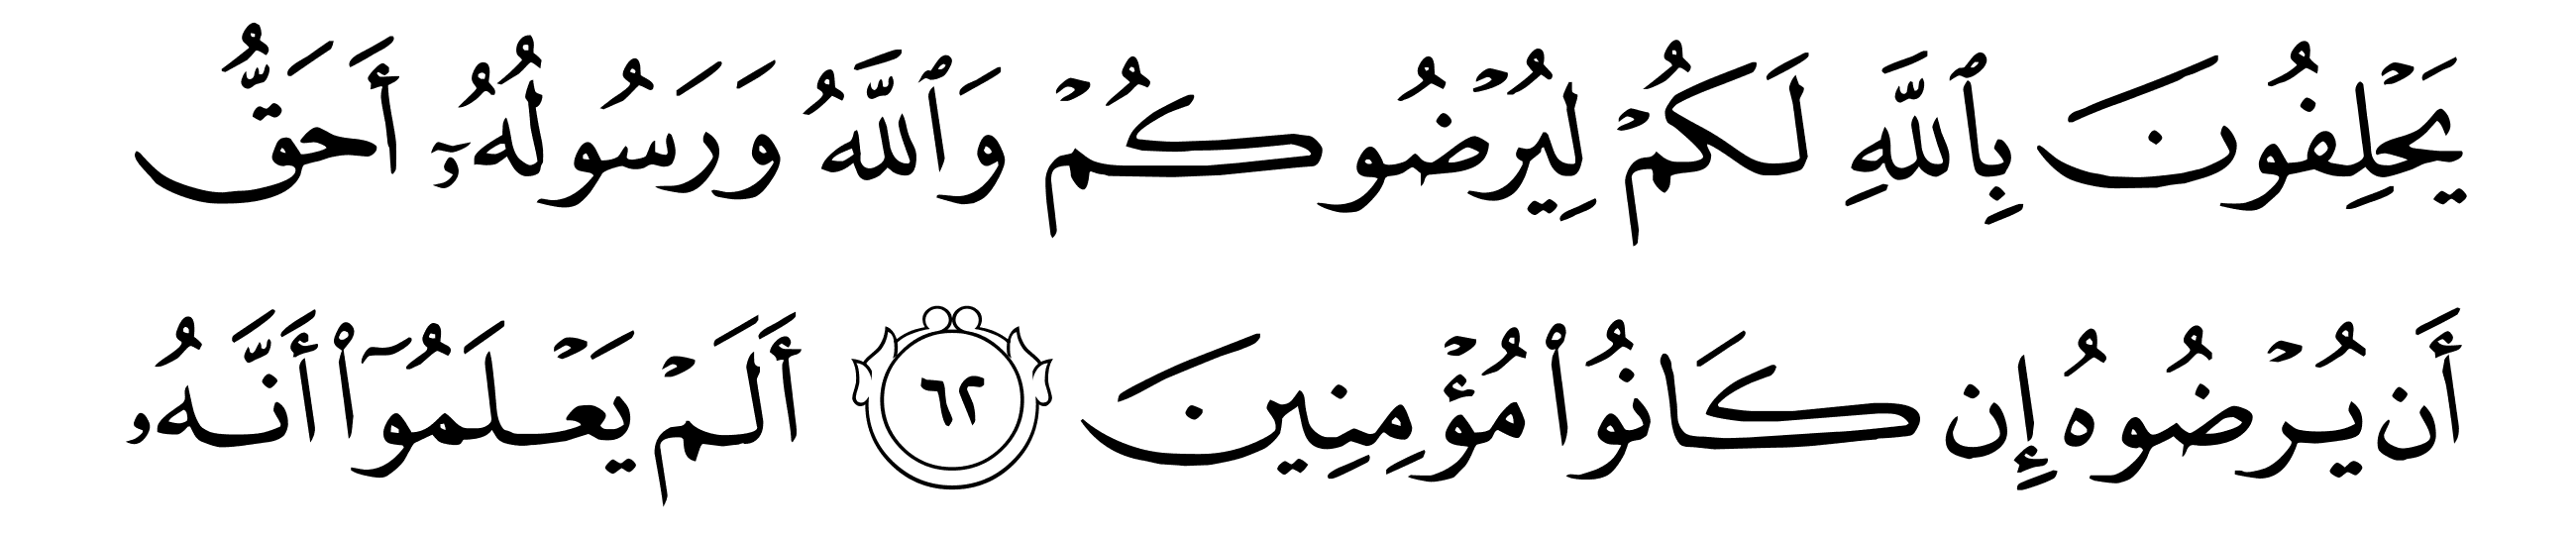 يَحْلِفُونَ بِٱللَّهِ لَكُمْ لِيُرْضُوكُمْ وَٱللَّهُ وَرَسُولُهُۥٓ أَحَقُّ
أَن يُرْضُوهُ إِن كَانُوا۟ مُؤْمِنِينَ ٦٢ أَلَمْ يَعْلَمُوٓا۟ أَنَّهُۥ